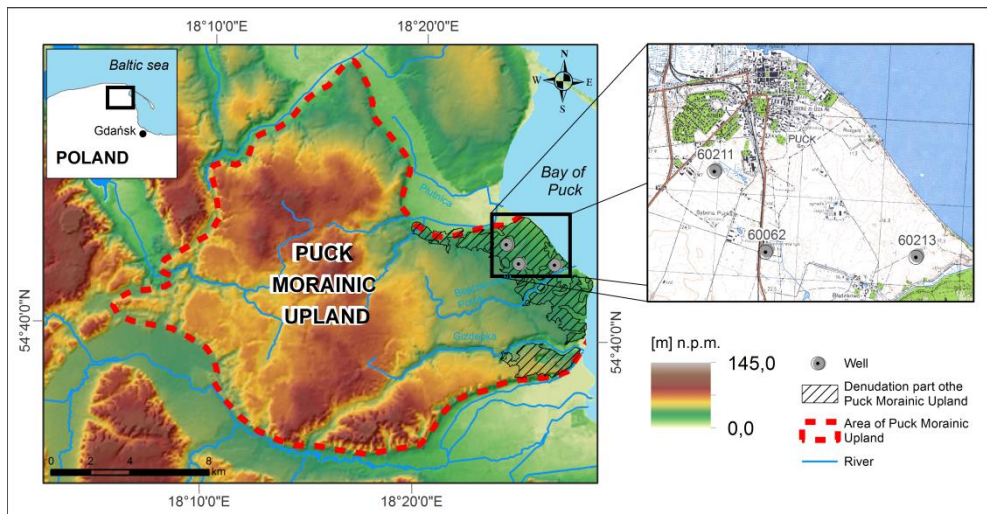 18°10'0"E
18°20'0"E
Baltic sea
Gdańsk
POLAND
N
W
E
S
Bay of
Puck
Płutnica
PUCK
MORAINIC
UPLAND
Gizdepka
54°40'0"N
54°40'0"N
0 2 4 8
km
18°10'0"E
18°20'0"E
PUCK
60211
60062
60213
[m] n.p.m.
145,0
0,0
Well
Denudation part othe
Puck Morainic Upland
Area of Puck Morainic
Upland
River